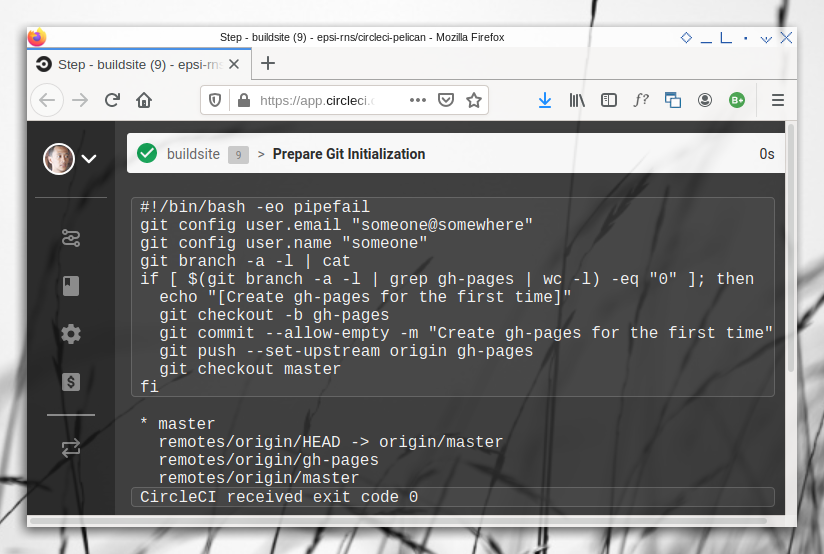 Step - buildsite (9) - epsi-rns/circleci-pelican - Mozilla Firefox
Step - buildsite (9) - epsi-rns
https://app.circleci.c
f?
B+
buildsite 9 > Prepare Git Initialization 0s
#!/bin/bash -eo pipefail
git config user.email "someone@somewhere"
git config user.name "someone"
git branch -a -l | cat
if [ $(git branch -a -l | grep gh-pages | wc -l) -eq "0" ]; then
  echo "[Create gh-pages for the first time]"
  git checkout -b gh-pages
  git commit --allow-empty -m "Create gh-pages for the first time"
  git push --set-upstream origin gh-pages
  git checkout master
fi
* master
  remotes/origin/HEAD -> origin/master
  remotes/origin/gh-pages
  remotes/origin/master
CircleCI received exit code 0